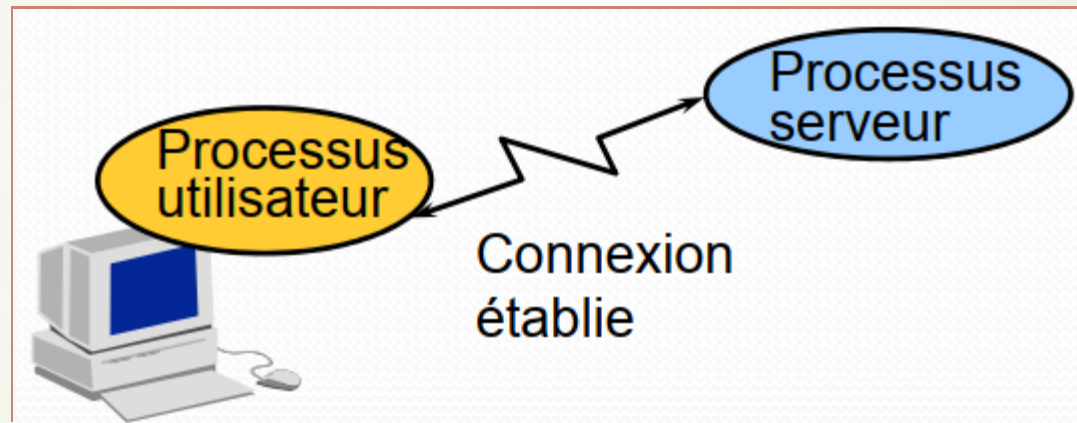 Processus
utilisateur
Processus
serveur
Connexion
établie